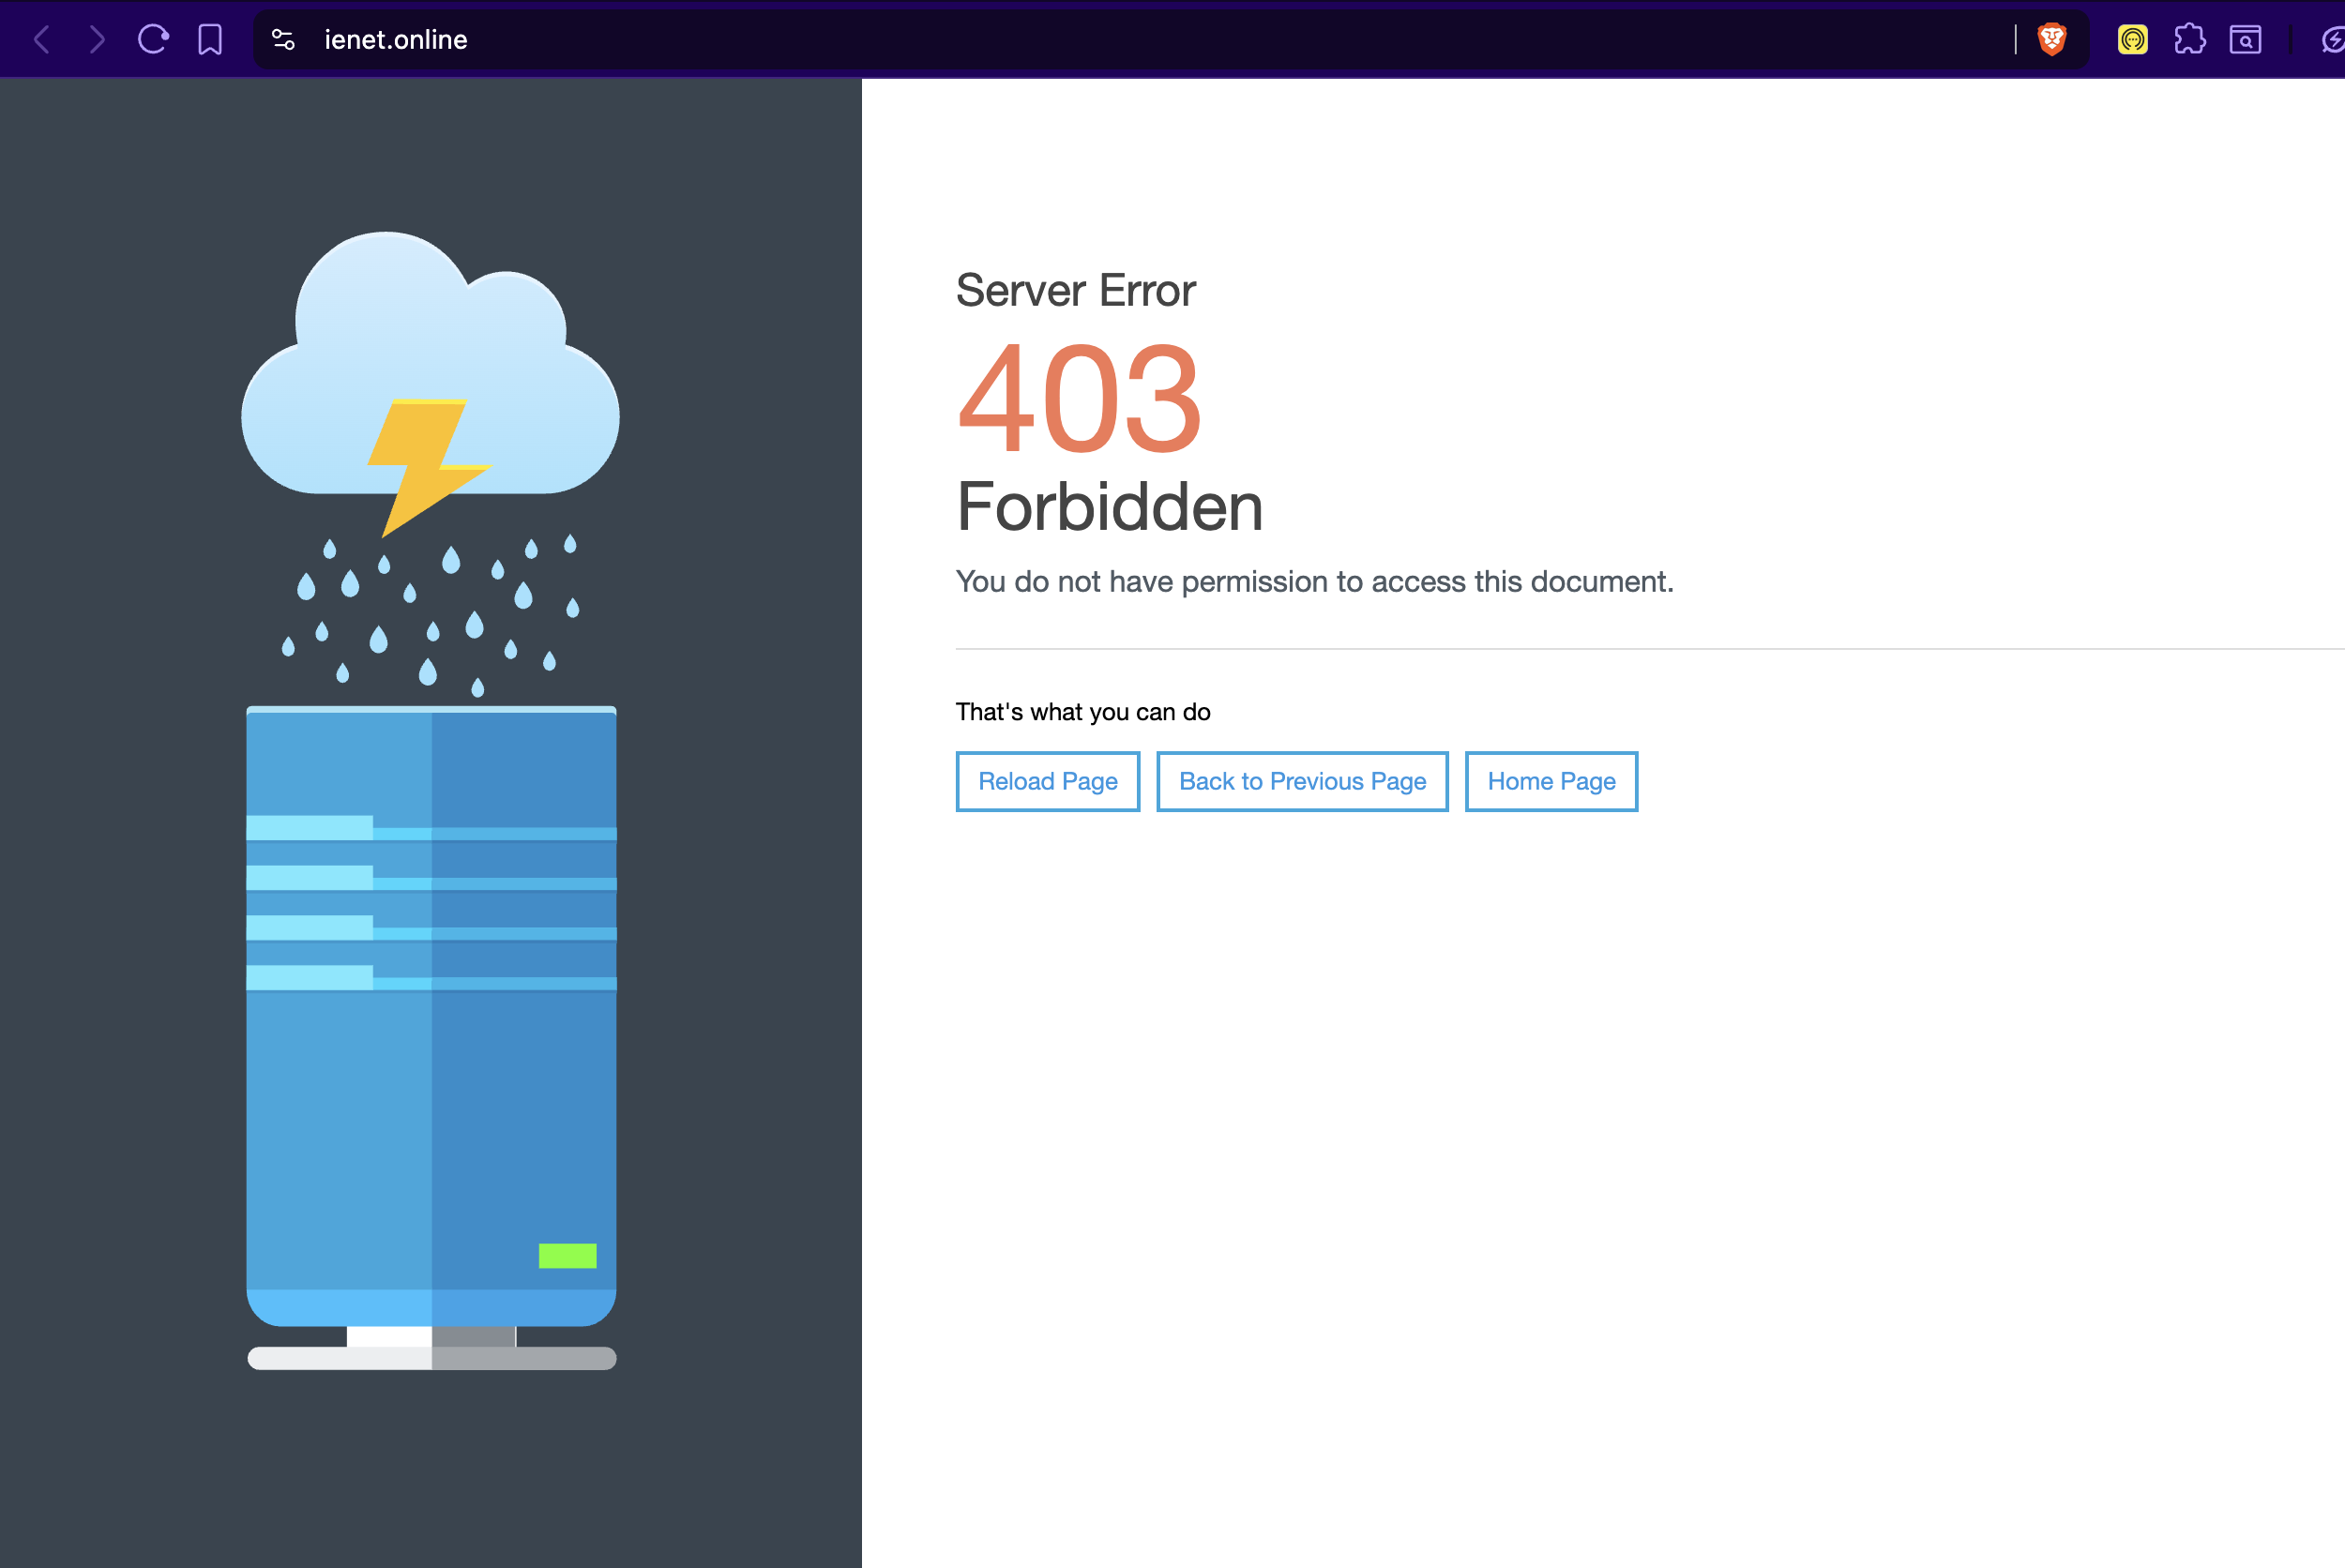 ienet.online
Server Error
403
Forbidden
You do not have permission to access this document.
That's what you can do
Reload Page
Back to Previous Page
Home Page